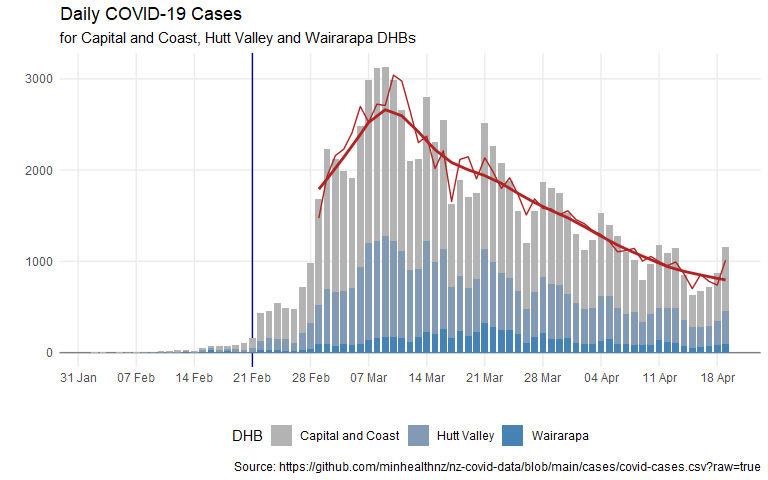 Daily COVID-19 Cases
for Capital and Coast, Hutt Valley and Wairarapa DHBs
3000
2000
1000
0
31 Jan 07 Feb 14 Feb 21 Feb 28 Feb 07 Mar 14 Mar 21 Mar 28 Mar 04 Apr 11 Apr 18 Apr
DHB Capital and Coast Hutt Valley Wairarapa
Source: https://github.com/minhealthnz/nz-covid-data/blob/main/cases/covid-cases.csv?raw=true